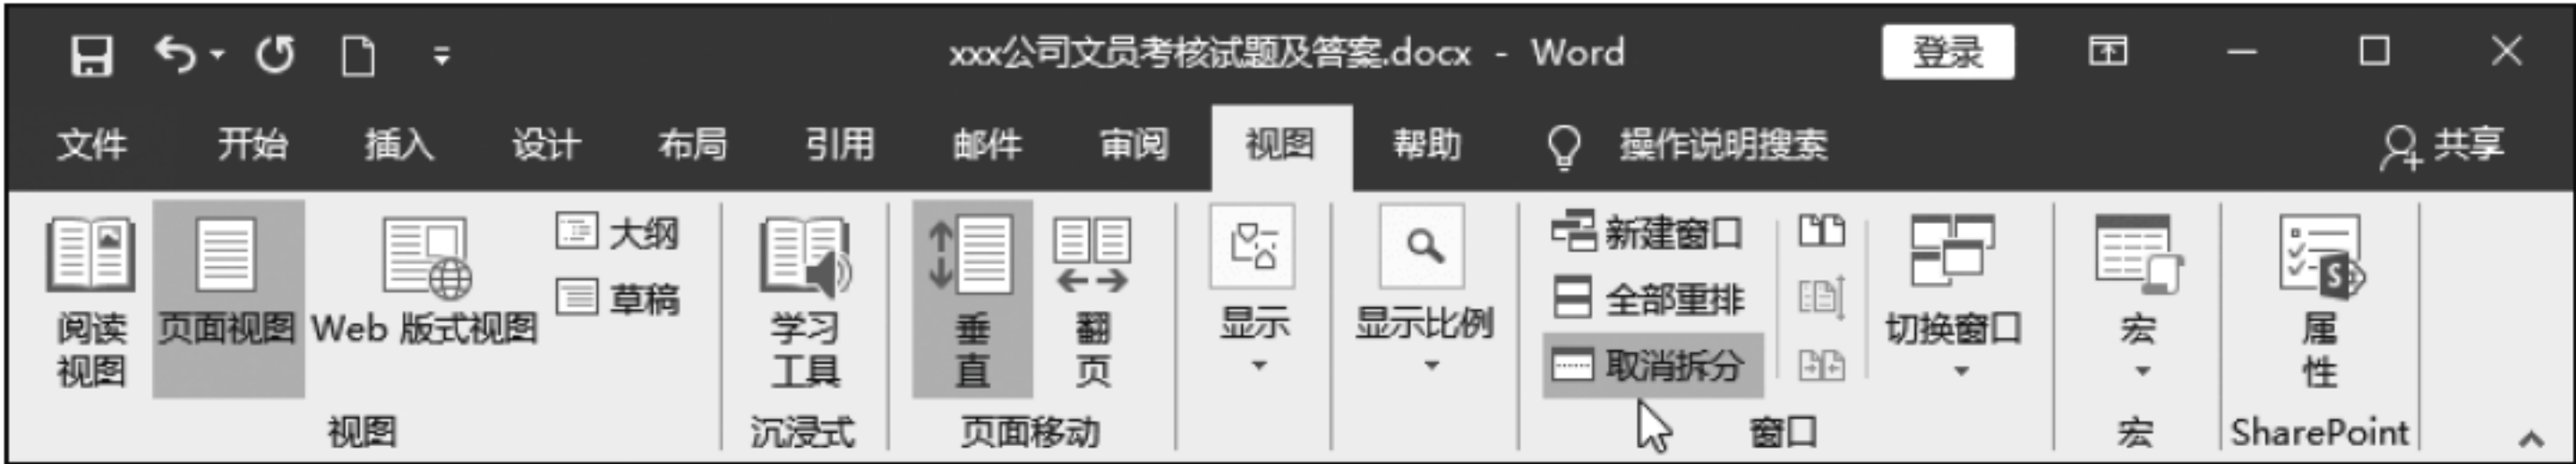 xxx公司文员考核试题及答案.docx - Word
登录
文件 开始 插入 设计 布局 引用 邮件 审阅 视图 帮助 操作说明搜索 共享
阅读
视图
页面视图
Web 版式视图
大纲
草稿
视图
学习
工具
沉浸式
垂
直
翻
页
页面移动
显示
显示比例
新建窗口
全部重排
取消拆分
切换窗口
窗口
宏
宏
属
性
SharePoint